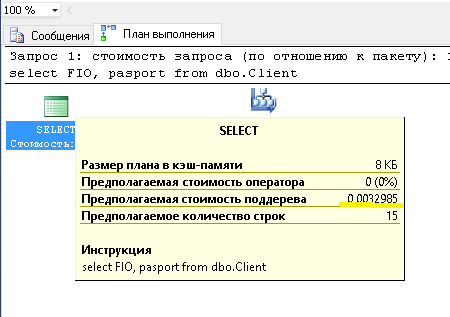 100 %
Сообщения
План выполнения
Запрос 1: стоимость запроса (по отношению к пакету):
select FIO, pasport from dbo.Client
SELECT
Стоимость:
SELECT
Размер плана в кэш-памяти 8 КБ
Предполагаемая стоимость оператора 0 (0%)
Предполагаемая стоимость поддерева 0,0032985
Предполагаемое количество строк 15
Инструкция
select FIO, pasport from dbo.Client